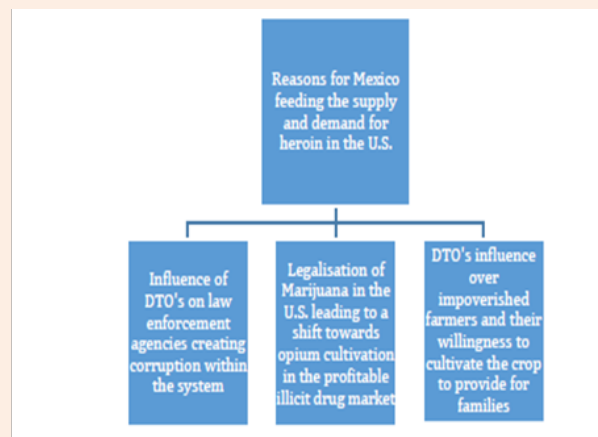 Reasons for Mexico
feeding the supply
and demand for
heroin in the U.S.
Influence of
DTO's on law
enforcement
agencies creating
corruption within
the system
Legalisation of
Marijuana in the
U.S. leading to a
shift towards
opium cultivation
in the profitable
illicit drug market
DTO's influence
over
impoverished
farmers and their
willingness to
cultivate the crop
to provide for
families